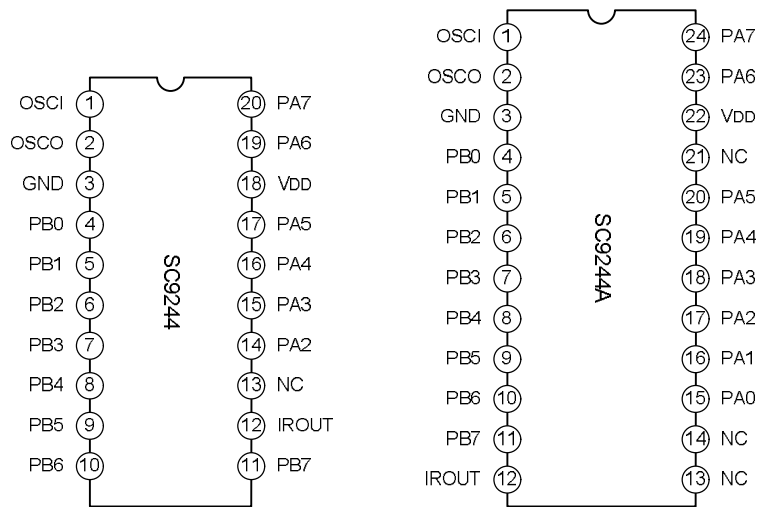 OSCI 1 20 PA7
OSCO 2 19 PA6
GND 3 18 VDD
PB0 4 17 PA5
PB1 5 16 PA4
PB2 6 15 PA3
PB3 7 14 PA2
PB4 8 13 NC
PB5 9 12 IROUT
PB6 10 11 PB7
SC9244
OSCI 1 24 PA7
OSCO 2 23 PA6
GND 3 22 VDD
PB0 4 21 NC
PB1 5 20 PA5
PB2 6 19 PA4
PB3 7 18 PA3
PB4 8 17 PA2
PB5 9 16 PA1
PB6 10 15 PA0
PB7 11 14 NC
IROUT 12 13 NC
SC9244A